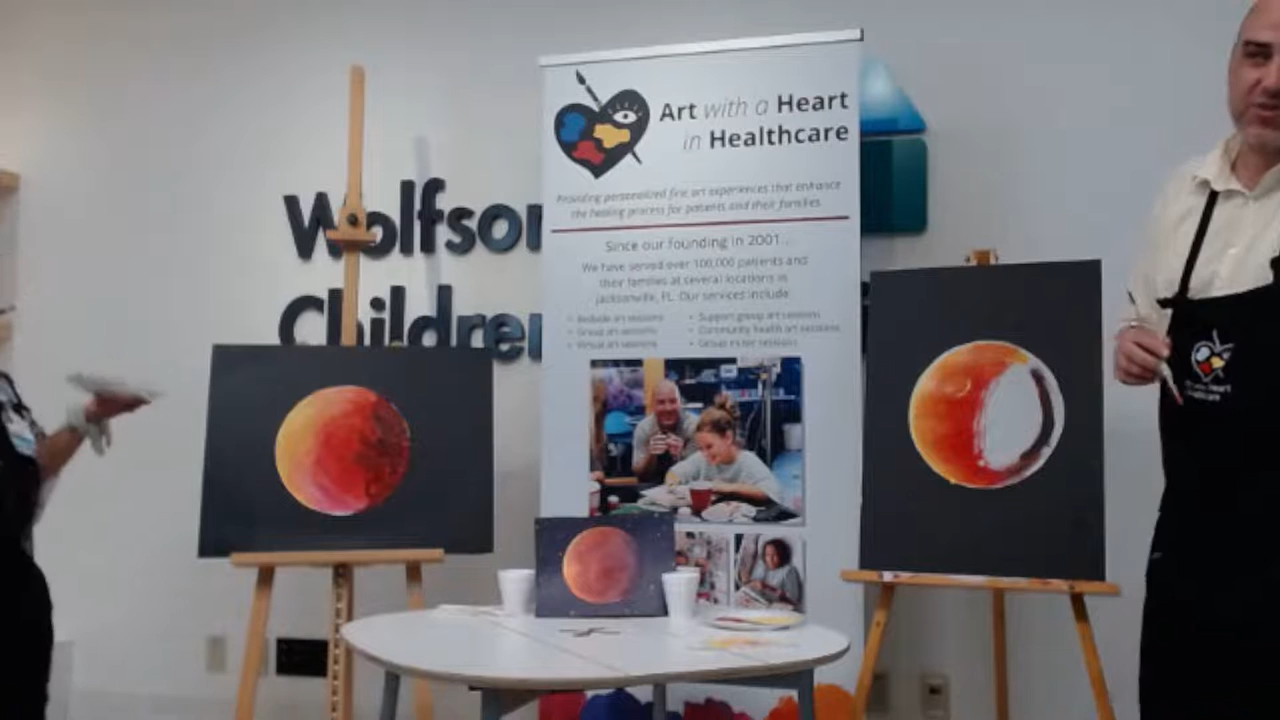 Wolfson
Children
Art with a Heart
in Healthcare
Providing personalized fine art experiences that enhance
the healing process for patients and their families
Since our founding in 2001...
We have served over 100,000 patients and
their families at several locations in
Jacksonville, FL. Our services include:
• Bedside art sessions
• Group art sessions
• Virtual art sessions
• Support group art sessions
• Community health art sessions